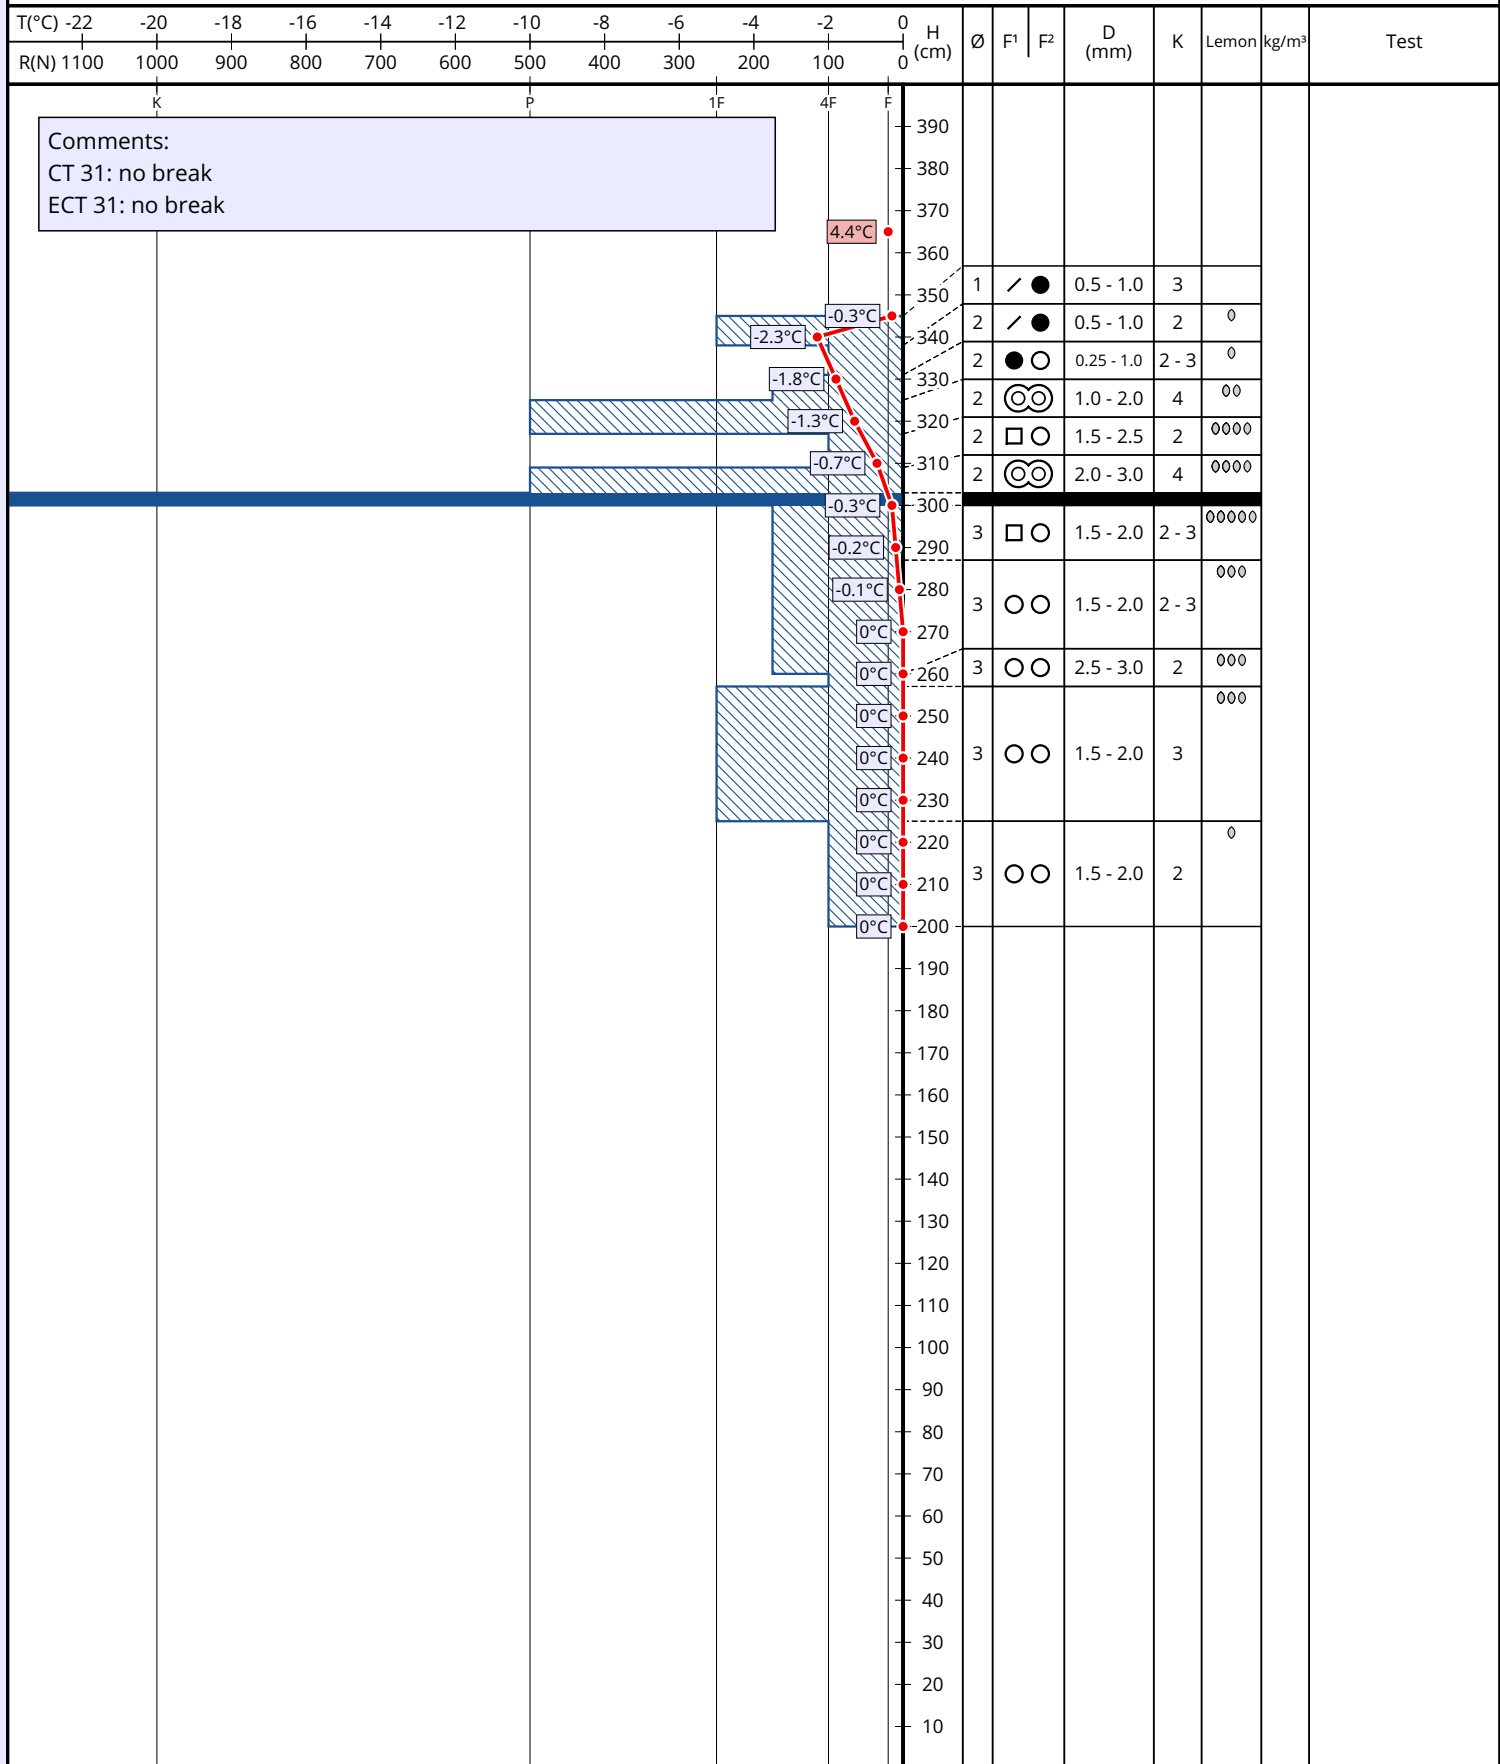 T(°C) -22 -20 -18 -16 -14 -12 -10 -8 -6 -4 -2 0
R(N) 1100 1000 900 800 700 600 500 400 300 200 100 0
H (cm) Ø F¹ F² D (mm) K Lemon kg/m³ Test
K P 1F 4F F
Comments:
CT 31: no break
ECT 31: no break
390
380
370
4.4°C
360
1 0.5 - 1.0 3
350
-0.3°C
2 0.5 - 1.0 2
-2.3°C 340
2 0.25 - 1.0 2 - 3
-1.8°C 330
2 1.0 - 2.0 4
-1.3°C 320
2 1.5 - 2.5 2
-0.7°C 310
2 2.0 - 3.0 4
-0.3°C 300
3 1.5 - 2.0 2 - 3
-0.2°C 290
-0.1°C 280
3 1.5 - 2.0 2 - 3
0°C 270
3 2.5 - 3.0 2
0°C 260
0°C 250
3 1.5 - 2.0 3
0°C 240
0°C 230
0°C 220
3 1.5 - 2.0 2
0°C 210
0°C 200
190
180
170
160
150
140
130
120
110
100
90
80
70
60
50
40
30
20
10